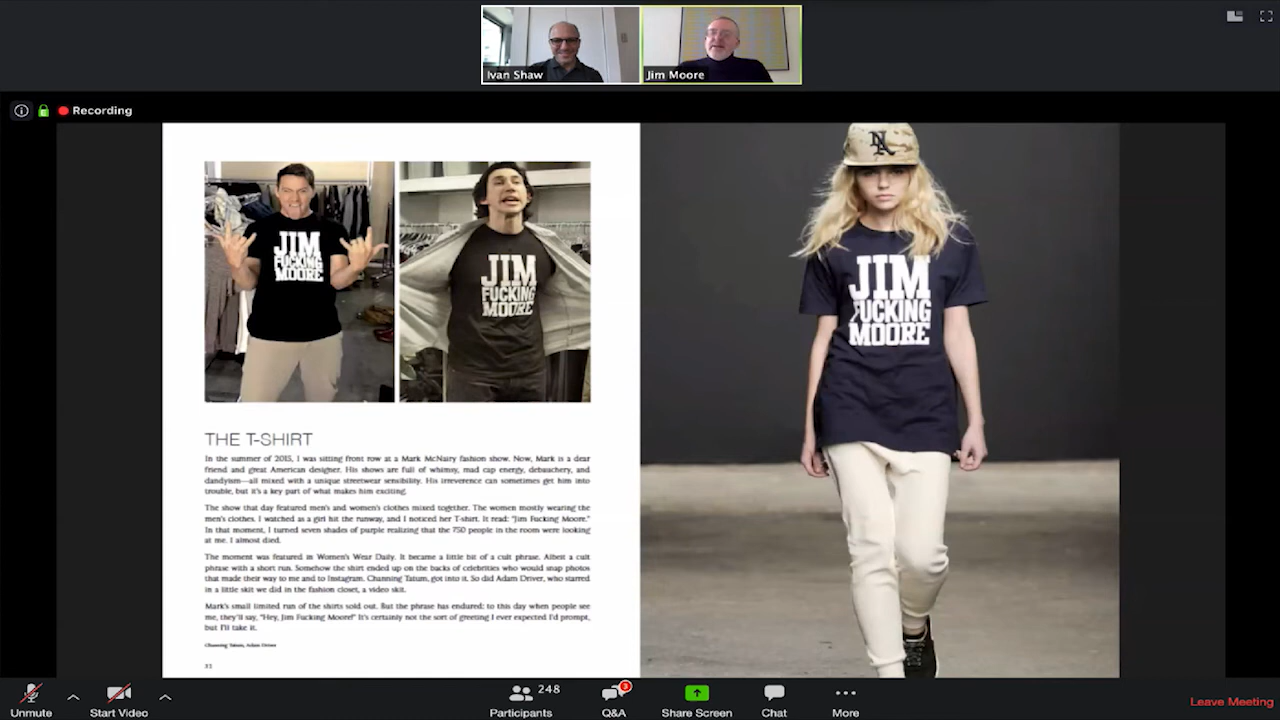 Ivan Shaw
Jim Moore
Recording
JIM
FUCKING
MOORE
JIM
FUCKING
MOORE
NA
JIM
FUCKING
MOORE
THE T-SHIRT
In the summer of 2015, I was sitting front row at a Mark McNairy fashion show. Now, Mark is a dear
friend and great American designer. His shows are full of whimsy, mad cap energy, debauchery, and
dandyism—all mixed with a unique streetwear sensibility. His irreverence can sometimes get him into
trouble, but it's a key part of what makes him exciting.
The show that day featured men's and women's clothes mixed together. The women mostly wearing the
men's clothes. I watched as a girl hit the runway, and I noticed her T-shirt. It read: "Jim Fucking Moore."
In that moment, I turned seven shades of purple realizing that the 750 people in the room were looking
at me. I almost died.
The moment was featured in Women's Wear Daily. It became a little bit of a cult phrase. Albeit a cult
phrase with a short run. Somehow the shirt ended up on the backs of celebrities who would snap photos
that made their way to me and to Instagram. Channing Tatum, got into it. So did Adam Driver, who starred
in a little skit we did in the fashion closet, a video skit.
Mark's small limited run of the shirts sold out. But the phrase has endured; to this day when people see
me, they'll say, "Hey, Jim Fucking Moore!" It's certainly not the sort of greeting I ever expected I'd prompt,
but I'll take it.
Channing Tatum, Adam Driver
Unmute
Start Video
248
Participants
3
Q&A
Share Screen
Chat
More
Leave Meeting